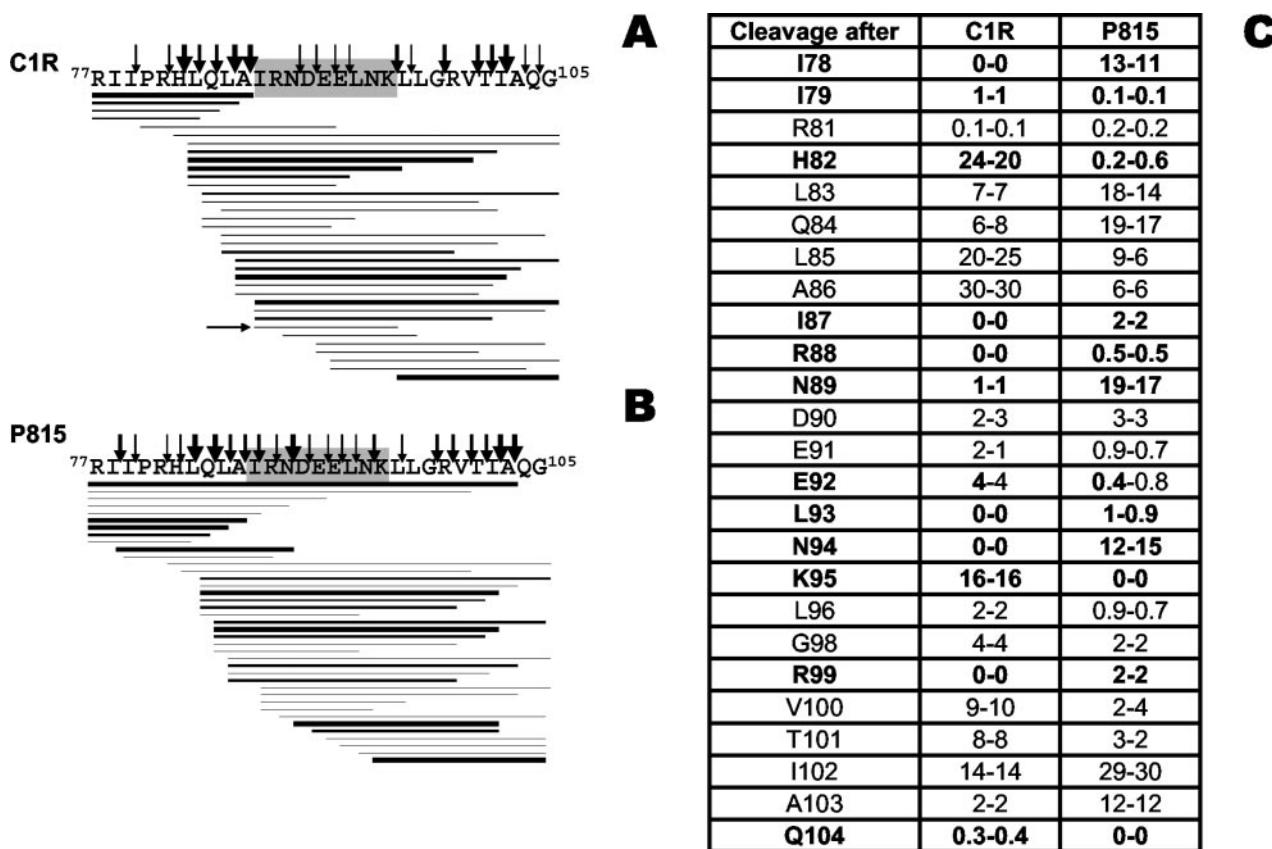 A
C1R
77RIIPRHLQLAIRNDEELNKLLGRVTIAQG105
B
P815
77RIIPRHLQLAIRNDEELNKLLGRVTIAQG105
C
Cleavage after C1R P815
I78 0-0 13-11
I79 1-1 0.1-0.1
R81 0.1-0.1 0.2-0.2
H82 24-20 0.2-0.6
L83 7-7 18-14
Q84 6-8 19-17
L85 20-25 9-6
A86 30-30 6-6
I87 0-0 2-2
R88 0-0 0.5-0.5
N89 1-1 19-17
D90 2-3 3-3
E91 2-1 0.9-0.7
E92 4-4 0.4-0.8
L93 0-0 1-0.9
N94 0-0 12-15
K95 16-16 0-0
L96 2-2 0.9-0.7
G98 4-4 2-2
R99 0-0 2-2
V100 9-10 2-4
T101 8-8 3-2
I102 14-14 29-30
A103 2-2 12-12
Q104 0.3-0.4 0-0